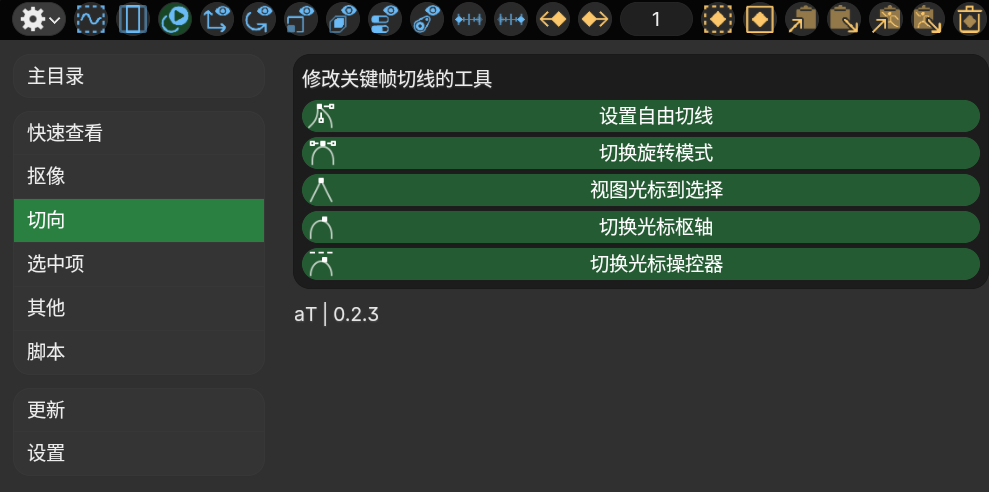 1
主目录
快速查看
抠像
切向
选中项
其他
脚本
更新
设置
修改关键帧切线的工具
设置自由切线
切换旋转模式
视图光标到选择
切换光标枢轴
切换光标操控器
aT | 0.2.3